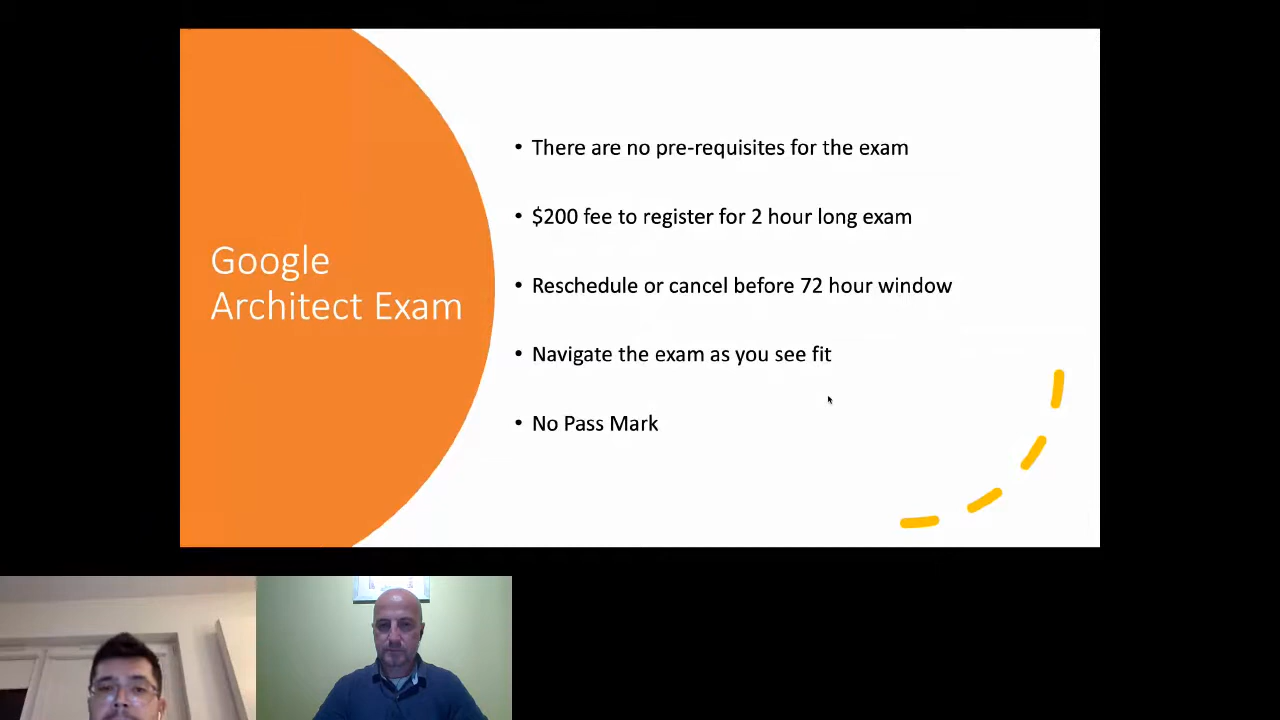 Google
Architect Exam
• There are no pre-requisites for the exam
• $200 fee to register for 2 hour long exam
• Reschedule or cancel before 72 hour window
• Navigate the exam as you see fit
• No Pass Mark